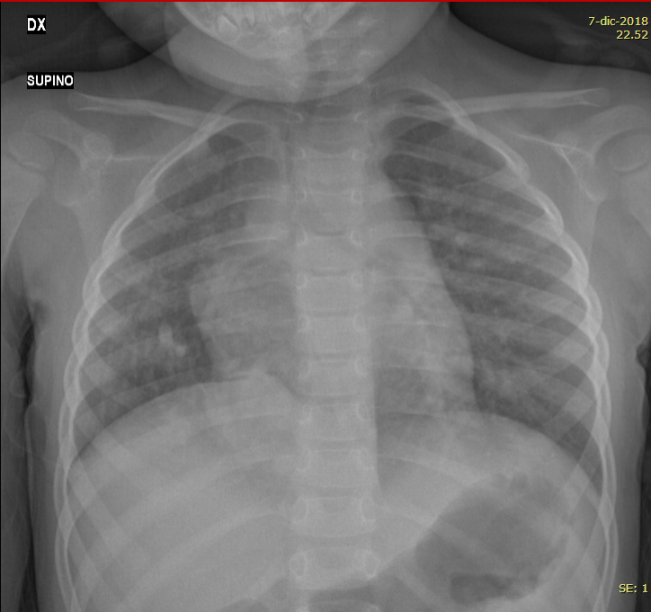 DX
7-dic-2018
22.52
SUPINO
SE: 1